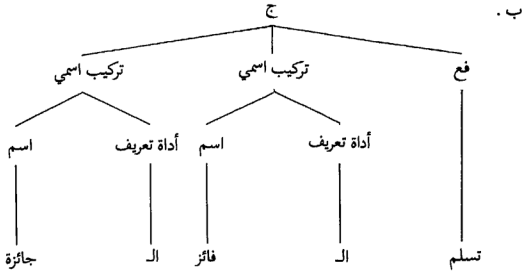 ب .
ج
فع تركيب اسمي تركيب اسمي
أداة تعريف اسم أداة تعريف اسم
تسلم الـ فائز الـ جائزة